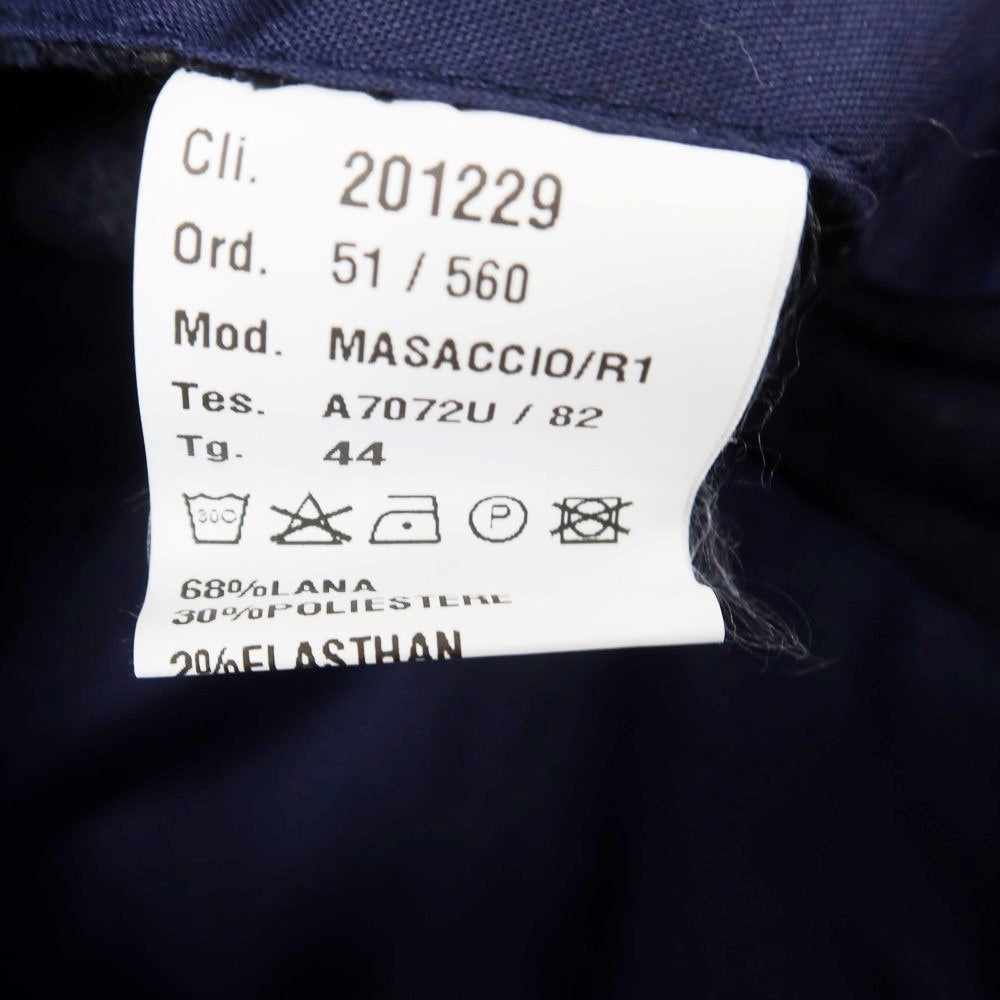 Cli. 201229
Ord. 51 / 560
Mod. MASACCIO/R1
Tes. A7072U / 82
Tg. 44
30C P
68%LANA
30%POLIESTERE
2%ELASTHAN